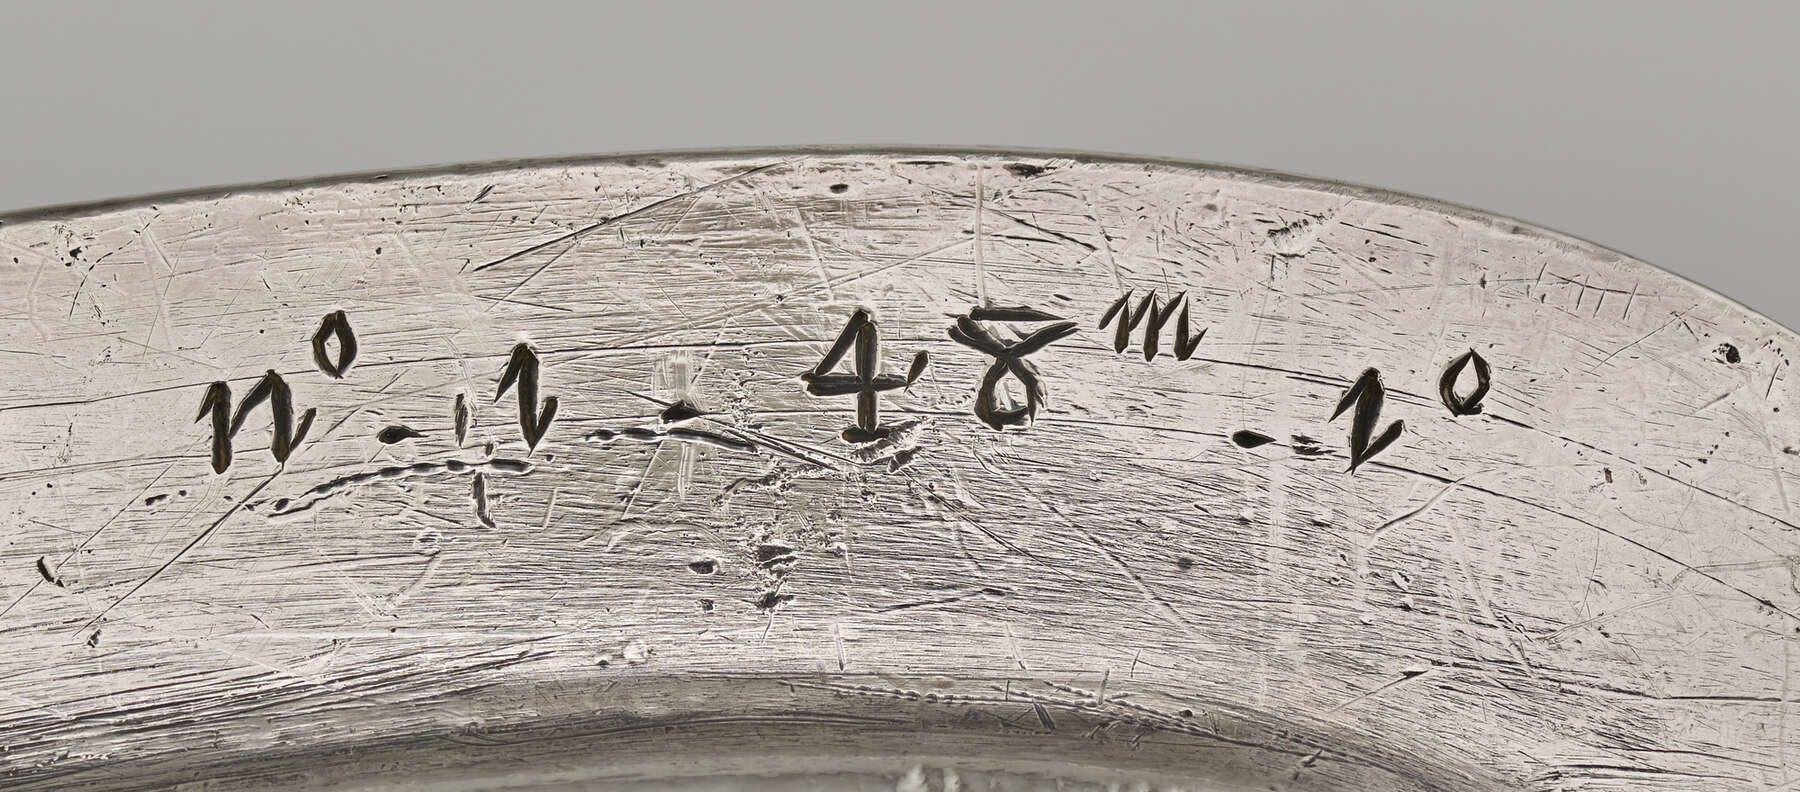 nº . 1 . 48ᵐ . 1º